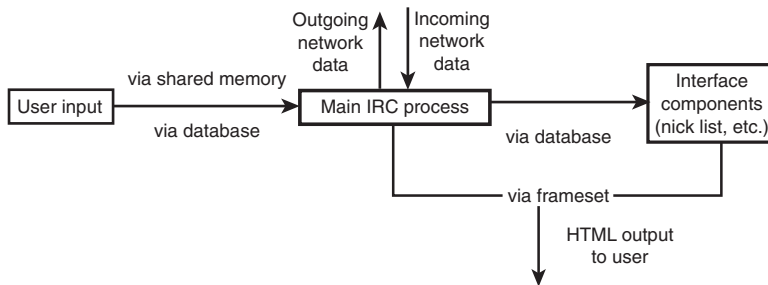 Outgoing
network
data
Incoming
network
data
via shared memory
User input
Main IRC process
via database
via database
Interface
components
(nick list, etc.)
via frameset
HTML output
to user